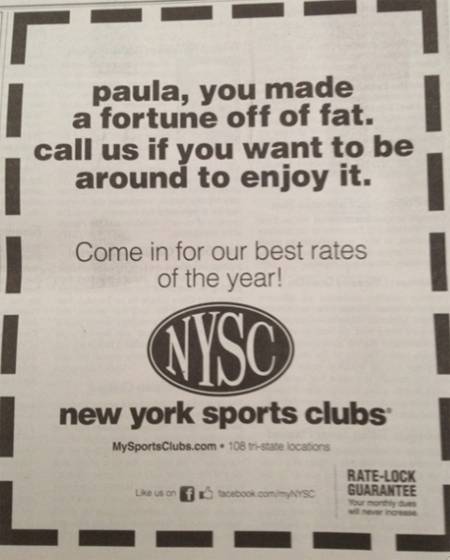 paula, you made
a fortune off of fat.
call us if you want to be
around to enjoy it.
Come in for our best rates
of the year!
NYSC
new york sports clubs®
MySportsClubs.com • 108 tri-state locations
Like us on f facebook.com/myNYSC
RATE-LOCK
GUARANTEE
Your monthly dues
will never increase